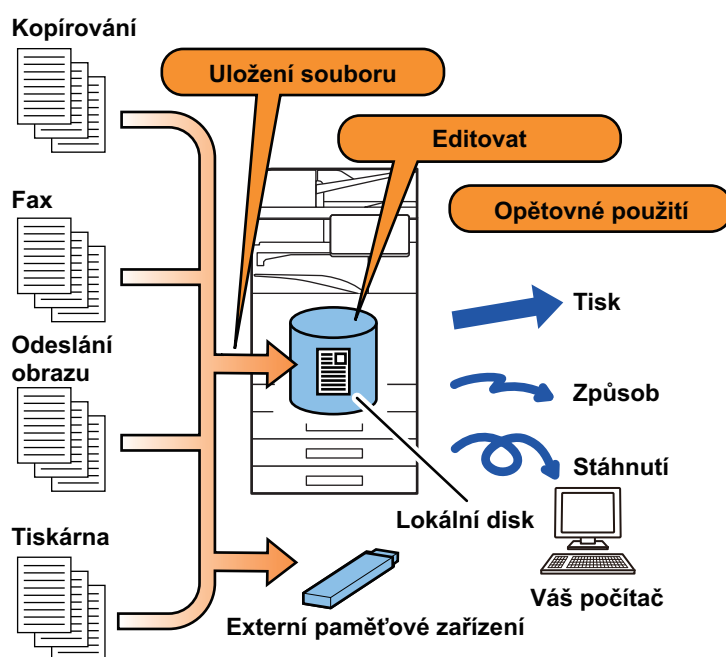 Kopírování
Uložení souboru
Editovat
Fax
Opětovné použití
Tisk
Odeslání
obrazu
Způsob
Stáhnutí
Lokální disk
Tiskárna
Váš počítač
Externí paměťové zařízení